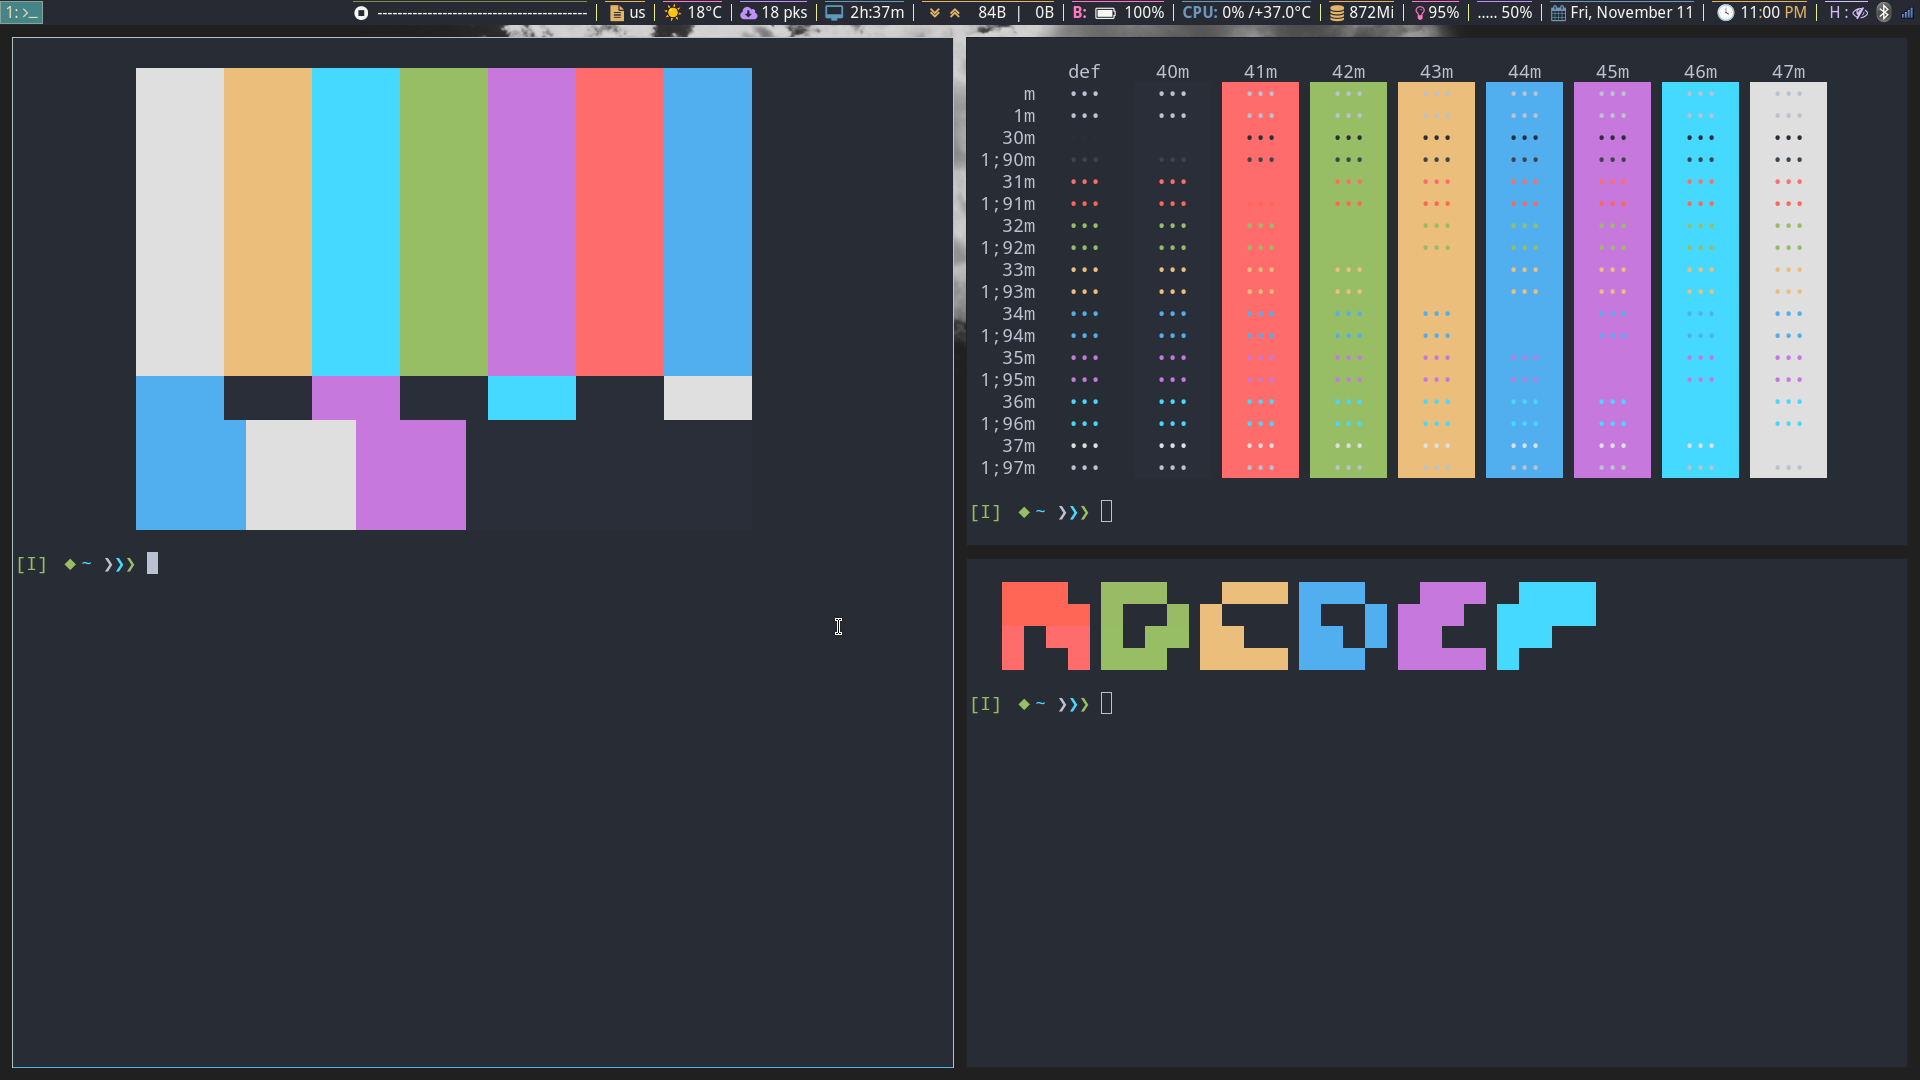 1: >_ --------------------------------------- us 18°C 18 pks 2h:37m 84B | 0B B: 100% CPU: 0% /+37.0°C 872Mi 95% ..... 50% Fri, November 11 11:00 PM H :
[I] ◆ ~ ❯❯❯
def 40m 41m 42m 43m 44m 45m 46m 47m
m ••• ••• ••• ••• ••• ••• ••• ••• •••
1m ••• ••• ••• ••• ••• ••• ••• ••• •••
30m ••• ••• ••• ••• ••• ••• •••
1;90m ••• ••• ••• ••• ••• ••• ••• ••• •••
31m ••• ••• ••• ••• ••• ••• ••• •••
1;91m ••• ••• ••• ••• ••• ••• ••• •••
32m ••• ••• ••• ••• ••• ••• ••• •••
1;92m ••• ••• ••• ••• ••• ••• ••• •••
33m ••• ••• ••• ••• ••• ••• ••• •••
1;93m ••• ••• ••• ••• ••• ••• ••• •••
34m ••• ••• ••• ••• ••• ••• ••• •••
1;94m ••• ••• ••• ••• ••• ••• ••• •••
35m ••• ••• ••• ••• ••• ••• ••• •••
1;95m ••• ••• ••• ••• ••• ••• ••• •••
36m ••• ••• ••• ••• ••• ••• ••• •••
1;96m ••• ••• ••• ••• ••• ••• ••• •••
37m ••• ••• ••• ••• ••• ••• ••• •••
1;97m ••• ••• ••• ••• ••• ••• ••• ••• •••
[I] ◆ ~ ❯❯❯
[I] ◆ ~ ❯❯❯